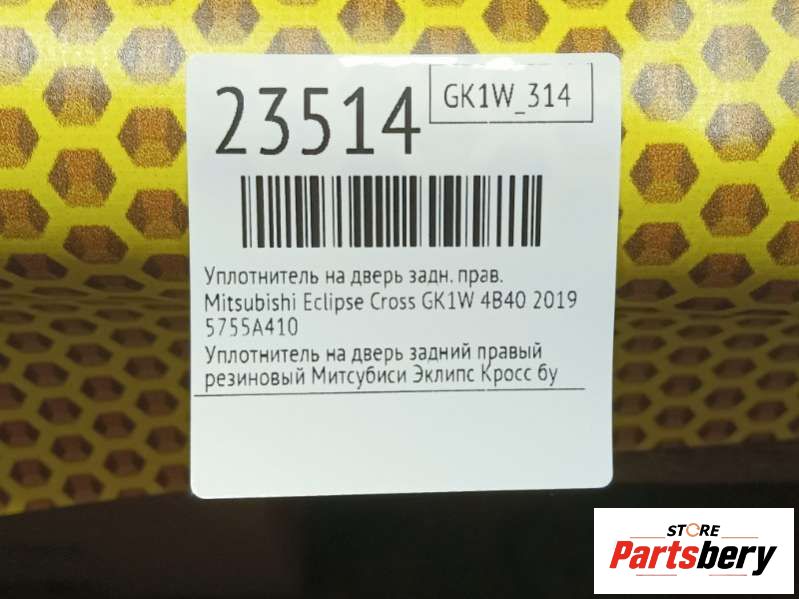 23514
GK1W_314
Уплотнитель на дверь задн. прав.
Mitsubishi Eclipse Cross GK1W 4B40 2019
5755A410
Уплотнитель на дверь задний правый
резиновый Митсубиси Эклипс Кросс бу
STORE
Partsbery